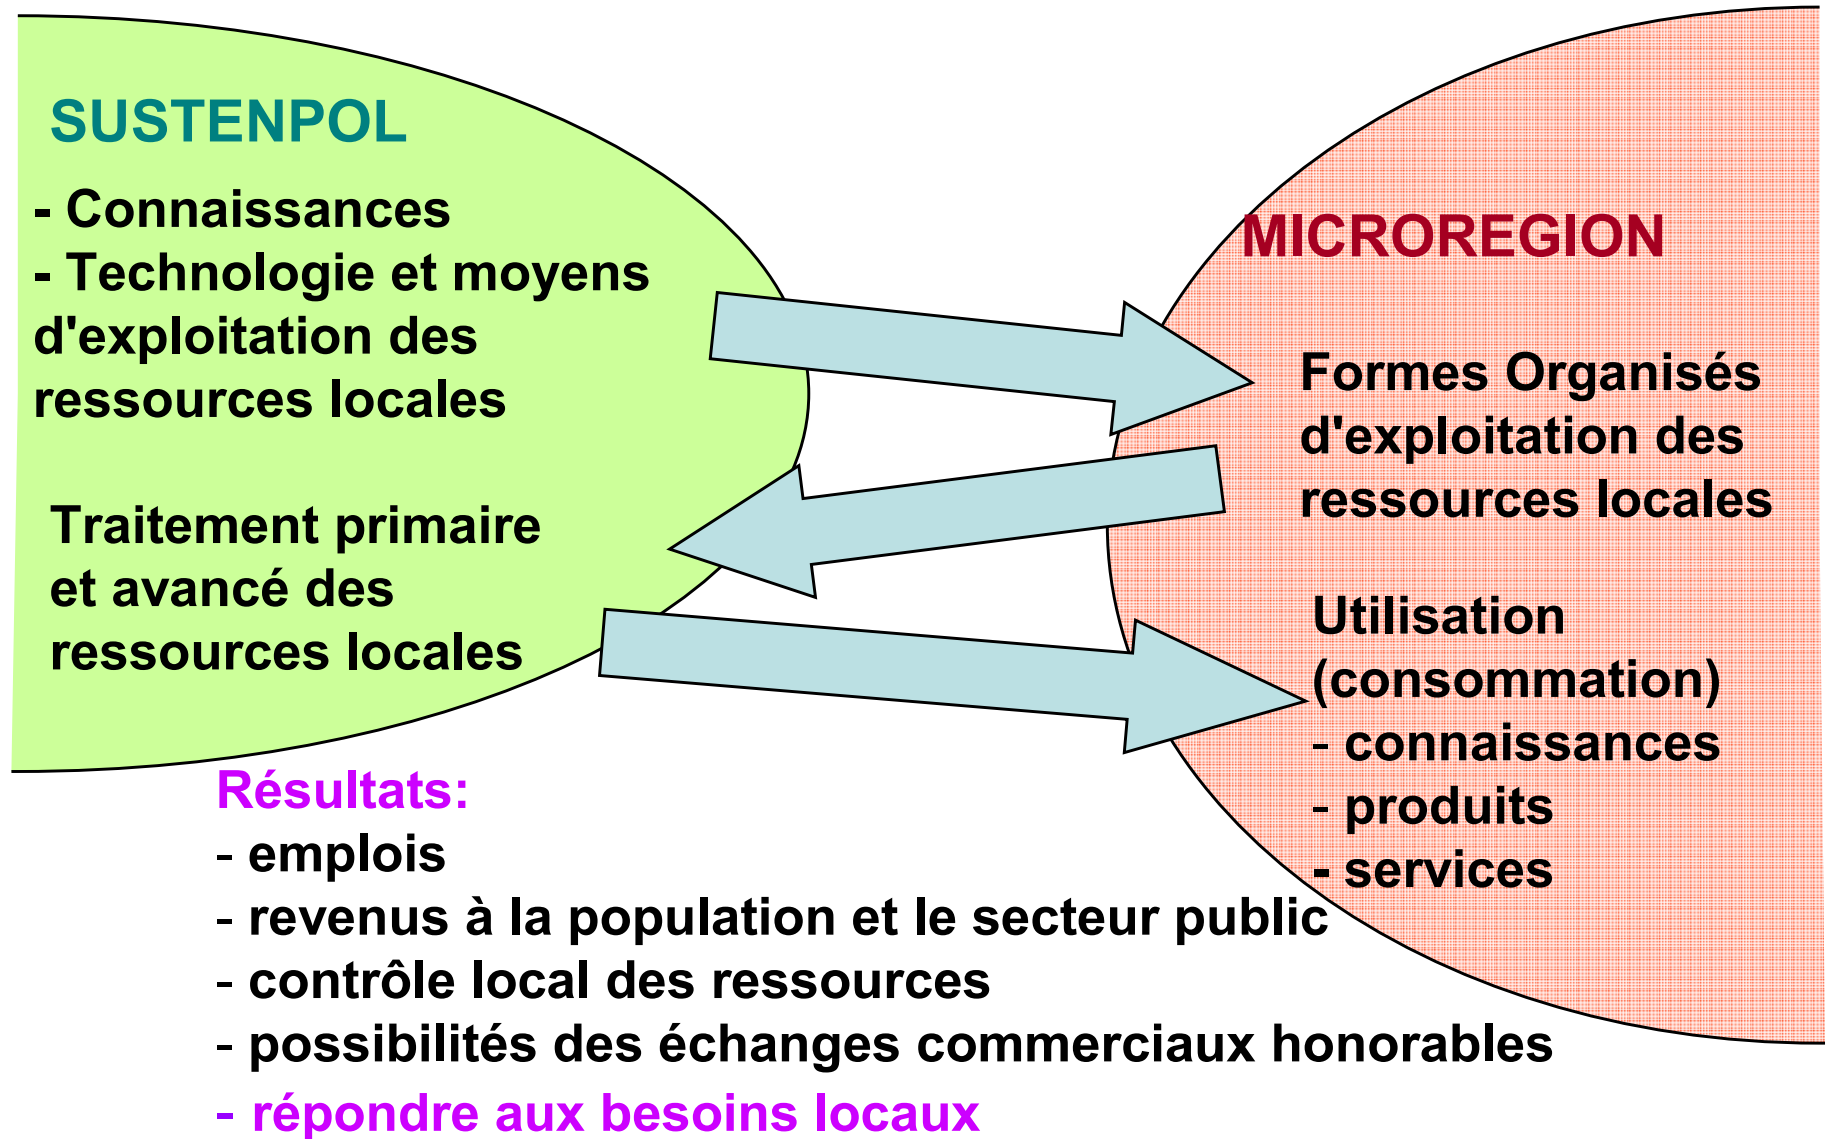 SUSTENPOL
- Connaissances
- Technologie et moyens
d'exploitation des
ressources locales
Traitement primaire
et avancé des
ressources locales
MICROREGION
Formes Organisés
d'exploitation des
ressources locales
Utilisation
(consommation)
- connaissances
- produits
- services
Résultats:
- emplois
- revenus à la population et le secteur public
- contrôle local des ressources
- possibilités des échanges commerciaux honorables
- répondre aux besoins locaux